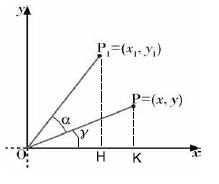 y
P₁=(x₁, y₁)
P=(x, y)
α
γ
O
H
K
x